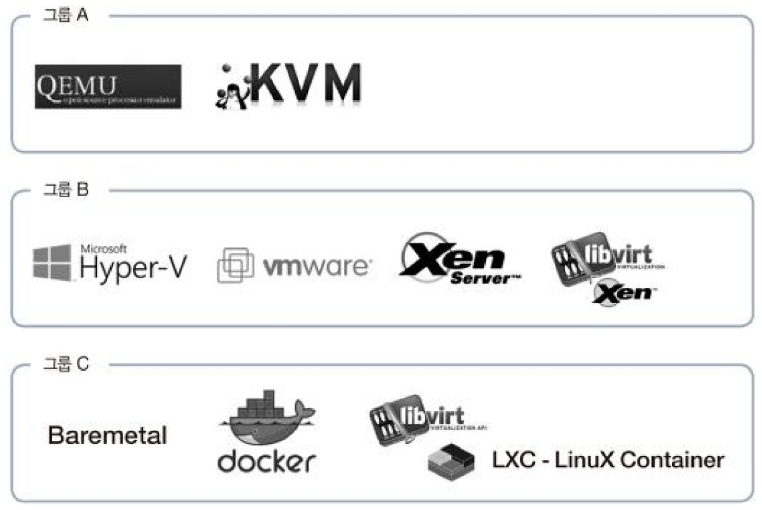 그룹 A
QEMU
open source processor emulator
KVM
그룹 B
Microsoft
Hyper-V
vmware
Xen
Server™
libvirt
VIRTUALIZATION
Xen™
그룹 C
Baremetal
docker
libvirt
VIRTUALIZATION API
LXC - LinuX Container